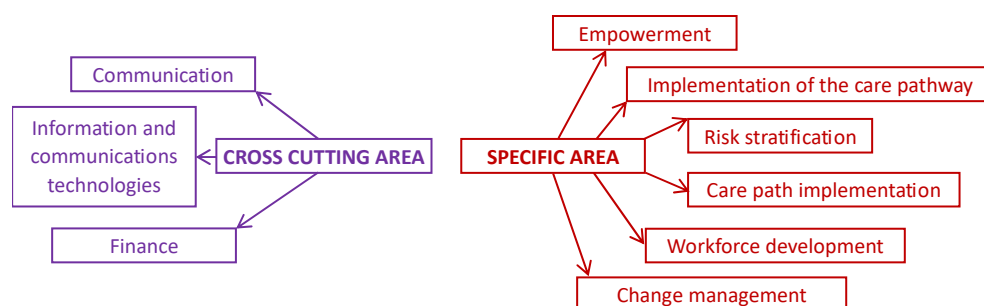 Communication
Information and
communications
technologies
CROSS CUTTING AREA
Finance
Empowerment
Implementation of the care pathway
Risk stratification
SPECIFIC AREA
Care path implementation
Workforce development
Change management